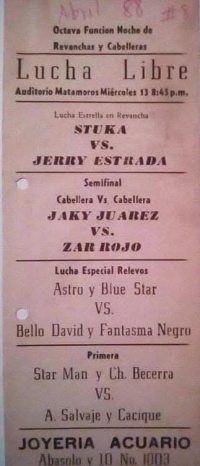 Abril 88 #8
Octava Funcion Noche de
Revanchas y Cabelleras
Lucha Libre
Auditorio Matamoros Miércoles 13 8:45 p.m.
Lucha Estrella en Revancha
STUKA
VS.
JERRY ESTRADA
Semifinal
Cabellera Vs. Cabellera
JAKY JUAREZ
VS.
ZAR ROJO
Lucha Especial Relevos
Astro y Blue Star
VS.
Bello David y Fantasma Negro
Primera
Star Man y Ch. Becerra
VS.
A. Salvaje y Cacique
JOYERIA ACUARIO
Abasolo y 10 No. 1003